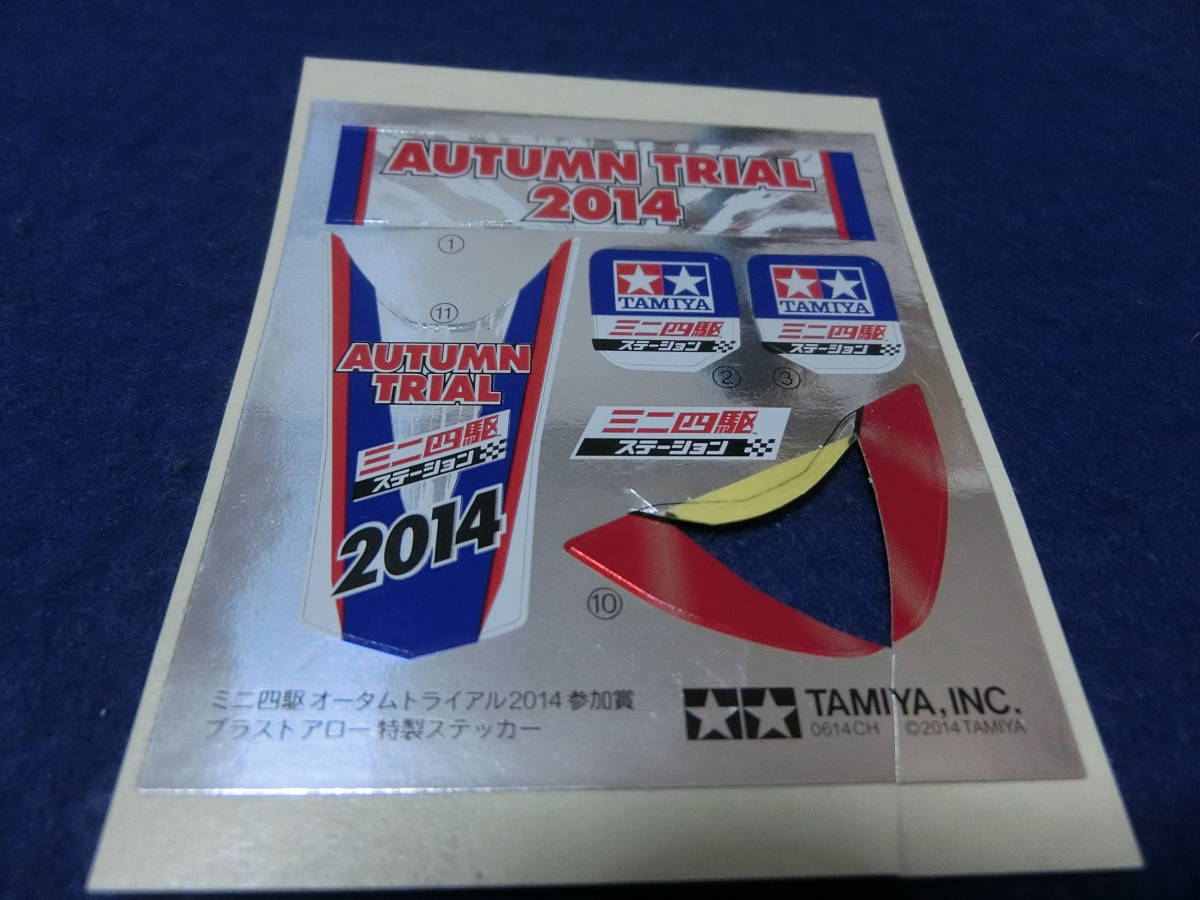 AUTUMN TRIAL
2014
①
⑪
AUTUMN
TRIAL
ミニ四駆
ステーション
2014
TAMIYA
ミニ四駆
ステーション
②
TAMIYA
ミニ四駆
ステーション
③
ミニ四駆
ステーション
⑩
ミニ四駆 オータムトライアル2014 参加賞
ブラストアロー 特製ステッカー
TAMIYA, INC.
0614CH ©2014 TAMIYA